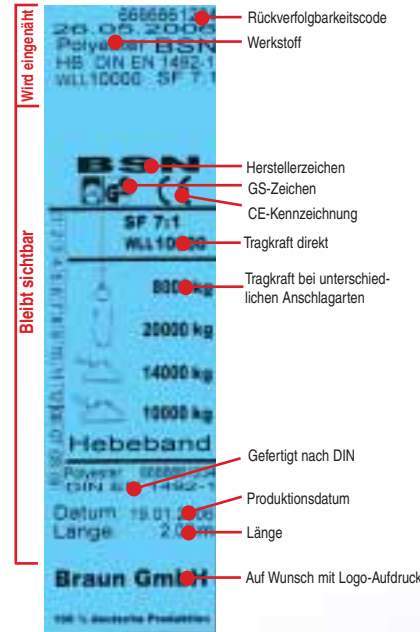 26.05.2006
Polyester BSN
HB DIN EN 1492-1
WLL10000 SF 7:1
BSN
SF 7:1
8000 kg
20000 kg
14000 kg
10000 kg
Hebeband
Polyester
Datum
Länge
Braun GmbH
100 % deutsche Produktion
Wird eingenäht
Bleibt sichtbar
Rückverfolgbarkeitscode
Werkstoff
Herstellerzeichen
GS-Zeichen
CE-Kennzeichnung
Tragkraft direkt
Tragkraft bei unterschied-
lichen Anschlagarten
Gefertigt nach DIN
Produktionsdatum
Länge
Auf Wunsch mit Logo-Aufdruck